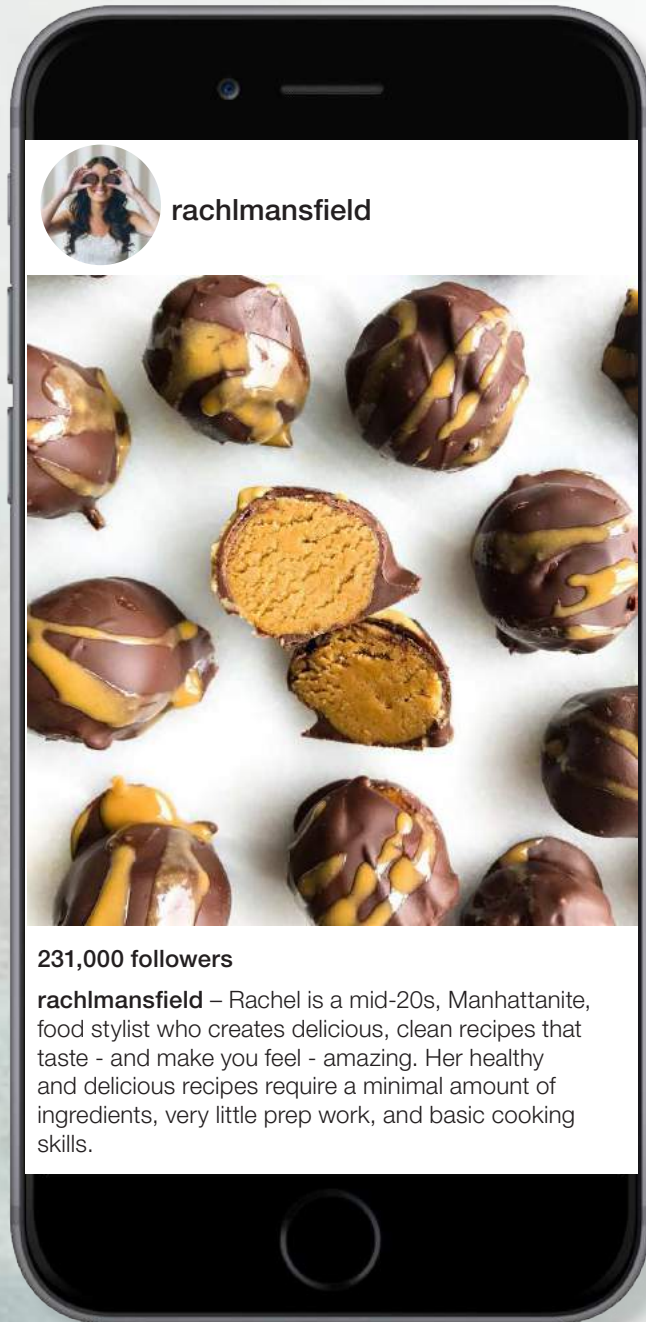 rachlmansfield
231,000 followers
rachlmansfield – Rachel is a mid-20s, Manhattanite,
food stylist who creates delicious, clean recipes that
taste - and make you feel - amazing. Her healthy
and delicious recipes require a minimal amount of
ingredients, very little prep work, and basic cooking
skills.